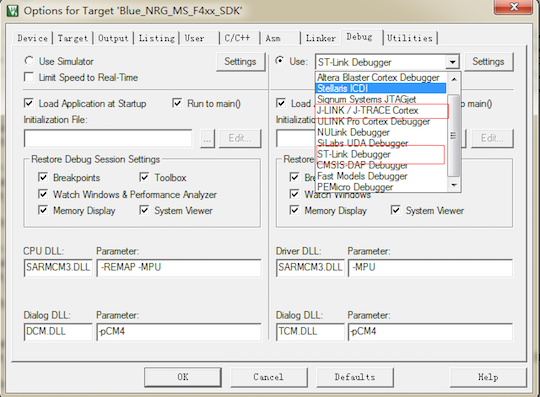 Options for Target 'Blue_NRG_MS_F4xx_SDK'
Device Target Output Listing User C/C++ Asm Linker Debug Utilities
Use Simulator Settings
Limit Speed to Real-Time
Use: ST-Link Debugger Settings
Altera Blaster Cortex Debugger
Stellaris ICDI
Signum Systems JTAGjet
J-LINK / J-TRACE Cortex
ULINK Pro Cortex Debugger
NULink Debugger
SiLabs UDA Debugger
ST-Link Debugger
CMSIS-DAP Debugger
Fast Models Debugger
PEMicro Debugger
Load Application at Startup Run to main()
Initialization File:
... Edit...
Restore Debug Session Settings
Breakpoints Toolbox
Watch Windows & Performance Analyzer
Memory Display System Viewer
Load main()
Initialization
Edit...
Restore
Watch Windows
Memory Display System Viewer
CPU DLL: Parameter:
SARMCM3.DLL -REMAP -MPU
Driver DLL: Parameter:
SARMCM3.DLL -MPU
Dialog DLL: Parameter:
DCM.DLL -pCM4
Dialog DLL: Parameter:
TCM.DLL -pCM4
OK Cancel Defaults Help